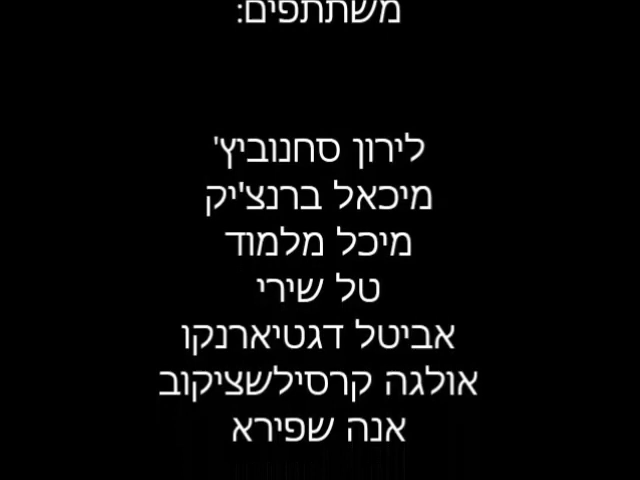 משתתפים:
לירון סחנוביץ'
מיכאל ברנצ'יק
מיכל מלמוד
טל שירי
אביטל דגטיארנקו
אולגה קרסילשציקוב
אנה שפירא